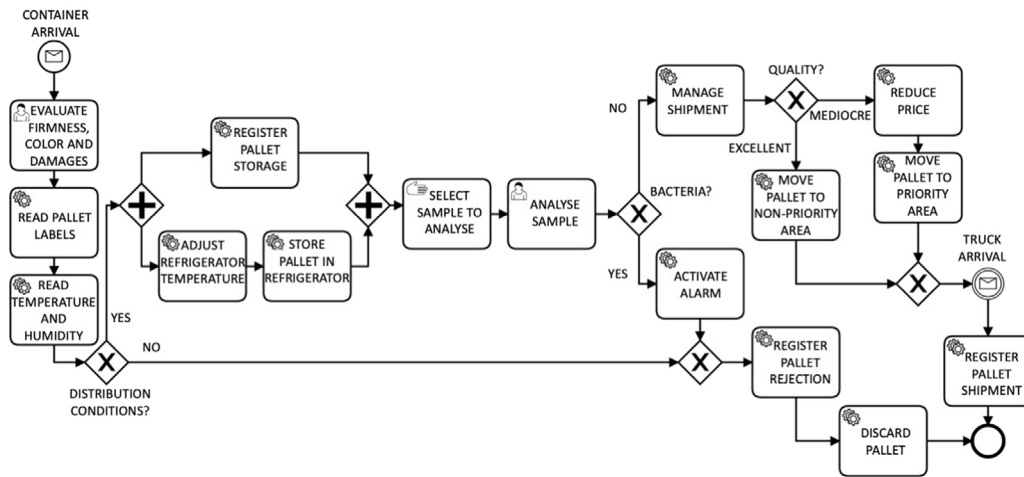 CONTAINER
ARRIVAL
EVALUATE
FIRMNESS,
COLOR AND
DAMAGES
READ PALLET
LABELS
READ
TEMPERATURE
AND
HUMIDITY
YES
NO
DISTRIBUTION
CONDITIONS?
REGISTER
PALLET
STORAGE
ADJUST
REFRIGERATOR
TEMPERATURE
STORE
PALLET IN
REFRIGERATOR
SELECT
SAMPLE TO
ANALYSE
ANALYSE
SAMPLE
BACTERIA?
NO
YES
MANAGE
SHIPMENT
QUALITY?
MEDIOCRE
EXCELLENT
REDUCE
PRICE
MOVE
PALLET TO
NON-PRIORITY
AREA
MOVE
PALLET TO
PRIORITY
AREA
TRUCK
ARRIVAL
ACTIVATE
ALARM
REGISTER
PALLET
REJECTION
REGISTER
PALLET
SHIPMENT
DISCARD
PALLET